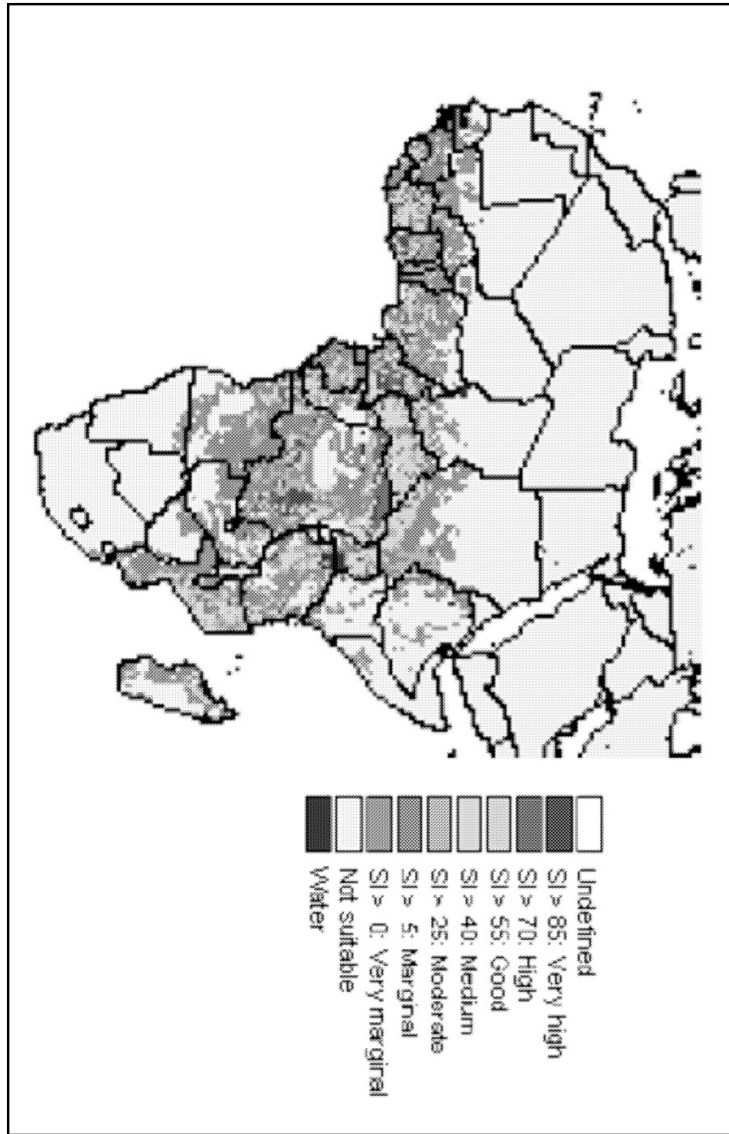 Undefined
SI > 85: Very high
SI > 70: High
SI > 55: Good
SI > 40: Medium
SI > 25: Moderate
SI > 5: Marginal
SI > 0: Very marginal
Not suitable
Water